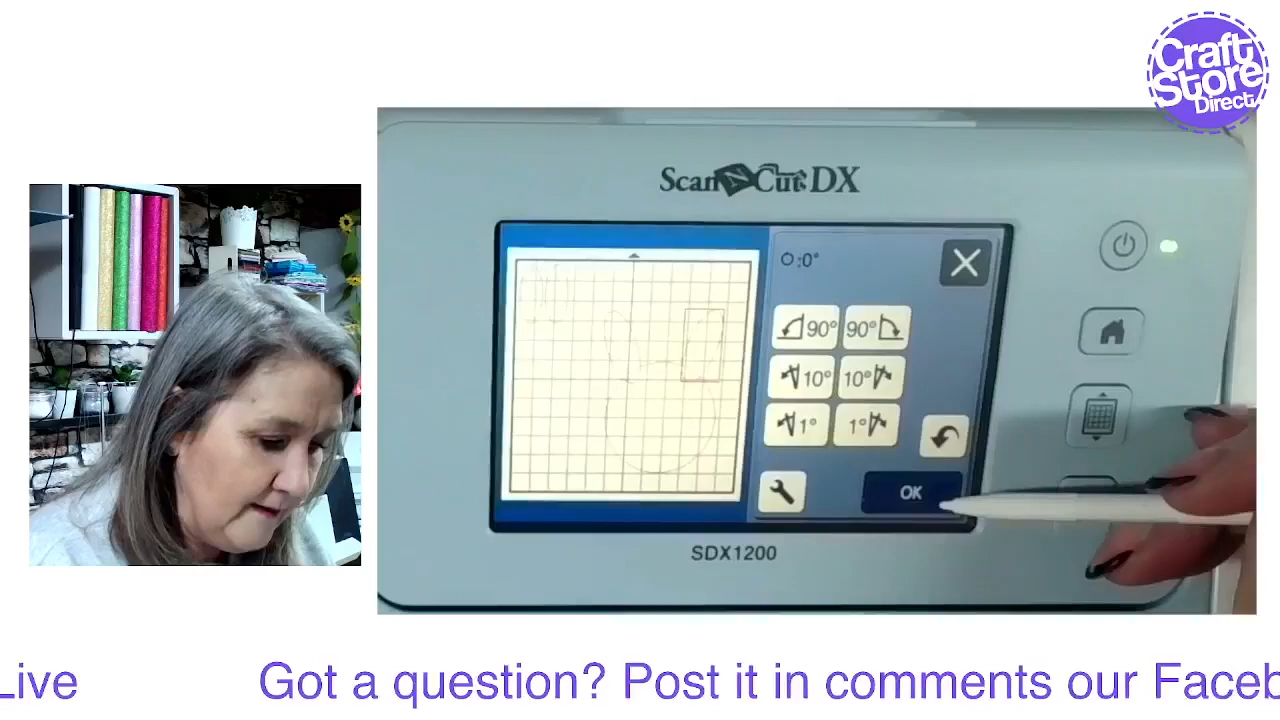 Craft
Store
Direct
ScanNCut DX
:0°
90° 90°
10° 10°
1° 1°
OK
SDX1200
Live Got a question? Post it in comments our Faceb